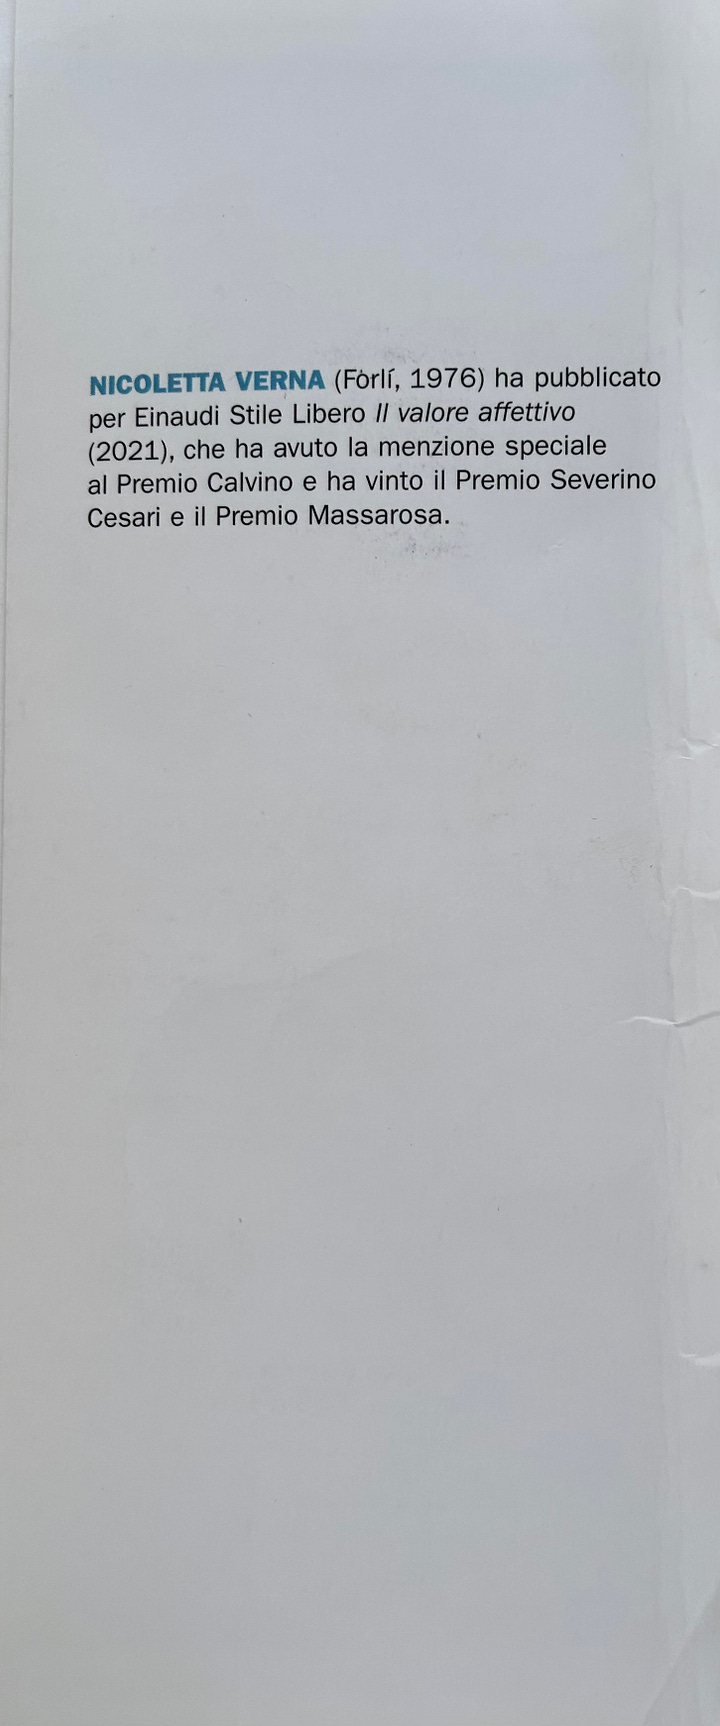 NICOLETTA VERNA (Forlí, 1976) ha pubblicato
per Einaudi Stile Libero Il valore affettivo
(2021), che ha avuto la menzione speciale
al Premio Calvino e ha vinto il Premio Severino
Cesari e il Premio Massarosa.